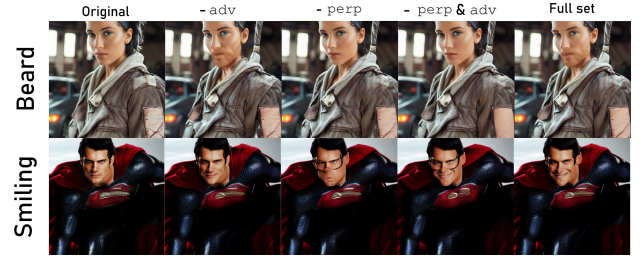 Original - adv - perp - perp & adv Full set
Beard
Smiling